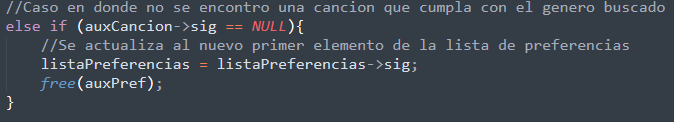 //Caso en donde no se encontro una cancion que cumpla con el genero buscado
else if (auxCancion->sig == NULL){
//Se actualiza al nuevo primer elemento de la lista de preferencias
listaPreferencias = listaPreferencias->sig;
free(auxPref);
}